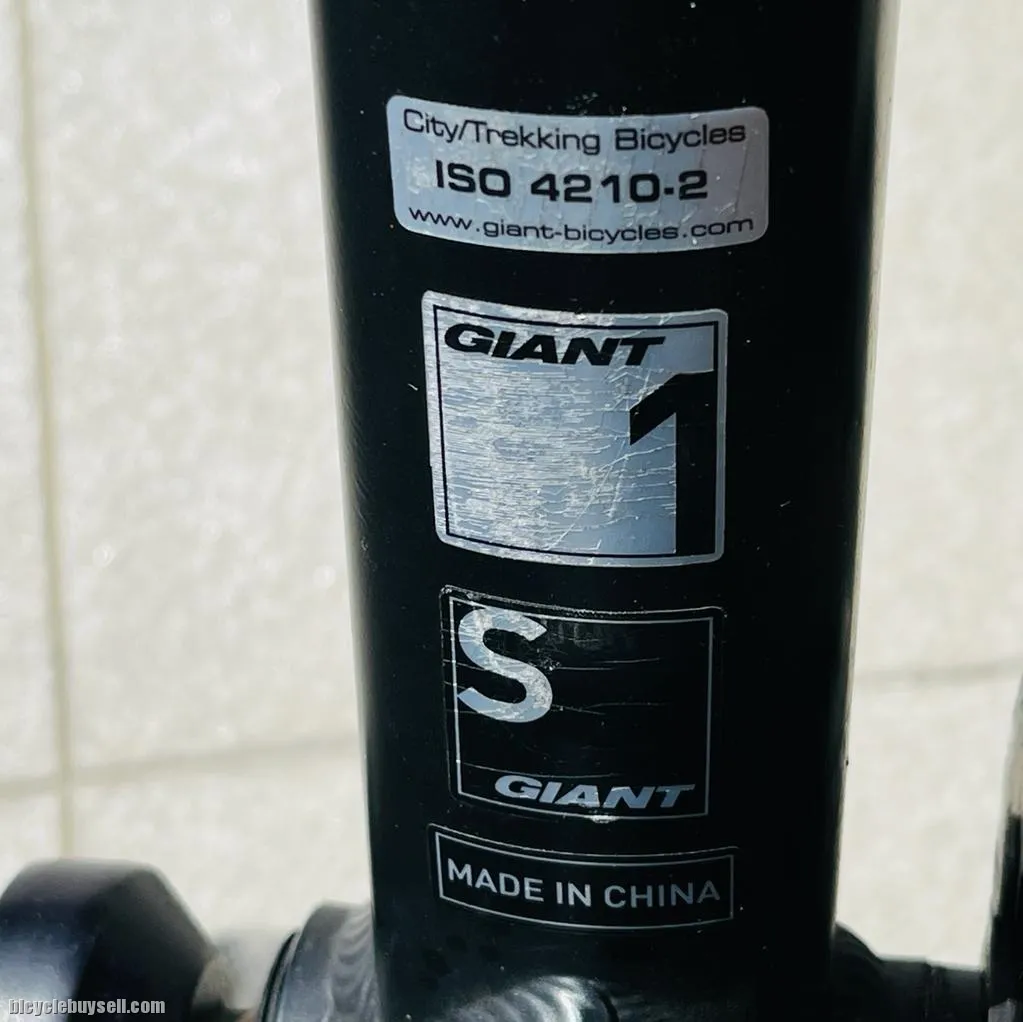 City/Trekking Bicycles
ISO 4210-2
www.giant-bicycles.com
GIANT
1
S
GIANT
MADE IN CHINA
bicyclebuysell.com